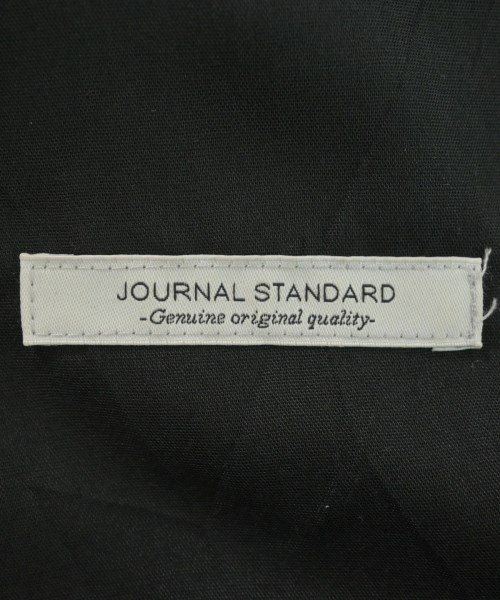 JOURNAL STANDARD
-Genuine original quality-